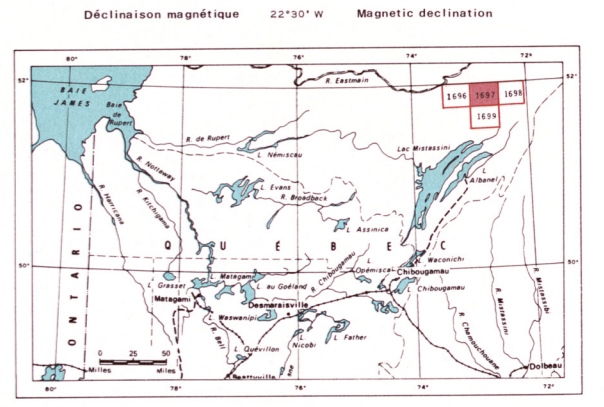 Déclinaison magnétique 22°30' W Magnetic declination
80° 78° 76° 74° 72°
52° 52°
BAIE JAMES
R. Eastmain
1696 1697 1698
1699
Baie de Rupert
R. de Rupert
Lac Mistassini
L. Némiscau
R. Nottaway
L. Albanel
L. Evans
R. Broadback
R. Harricana
R. Kitchigama
L. Assinica
QUÉBEC
ONTARIO
L. Waconichi
50° 50°
L. Opémisca
Chibougamau
L. Matagami
R. Chibougamau
L. Grasset
L. au Goéland
L. Chibougamau
Matagami
Desmaraisville
L. Waswanipi
R. Mistassibi
R. Mistassini
R. Chamouchouane
R. Bell
L. Nicobi
L. Father
L. Quévillon
0 25 50
Milles Miles
Dolbeau
80° 78° 76° 74° 72°